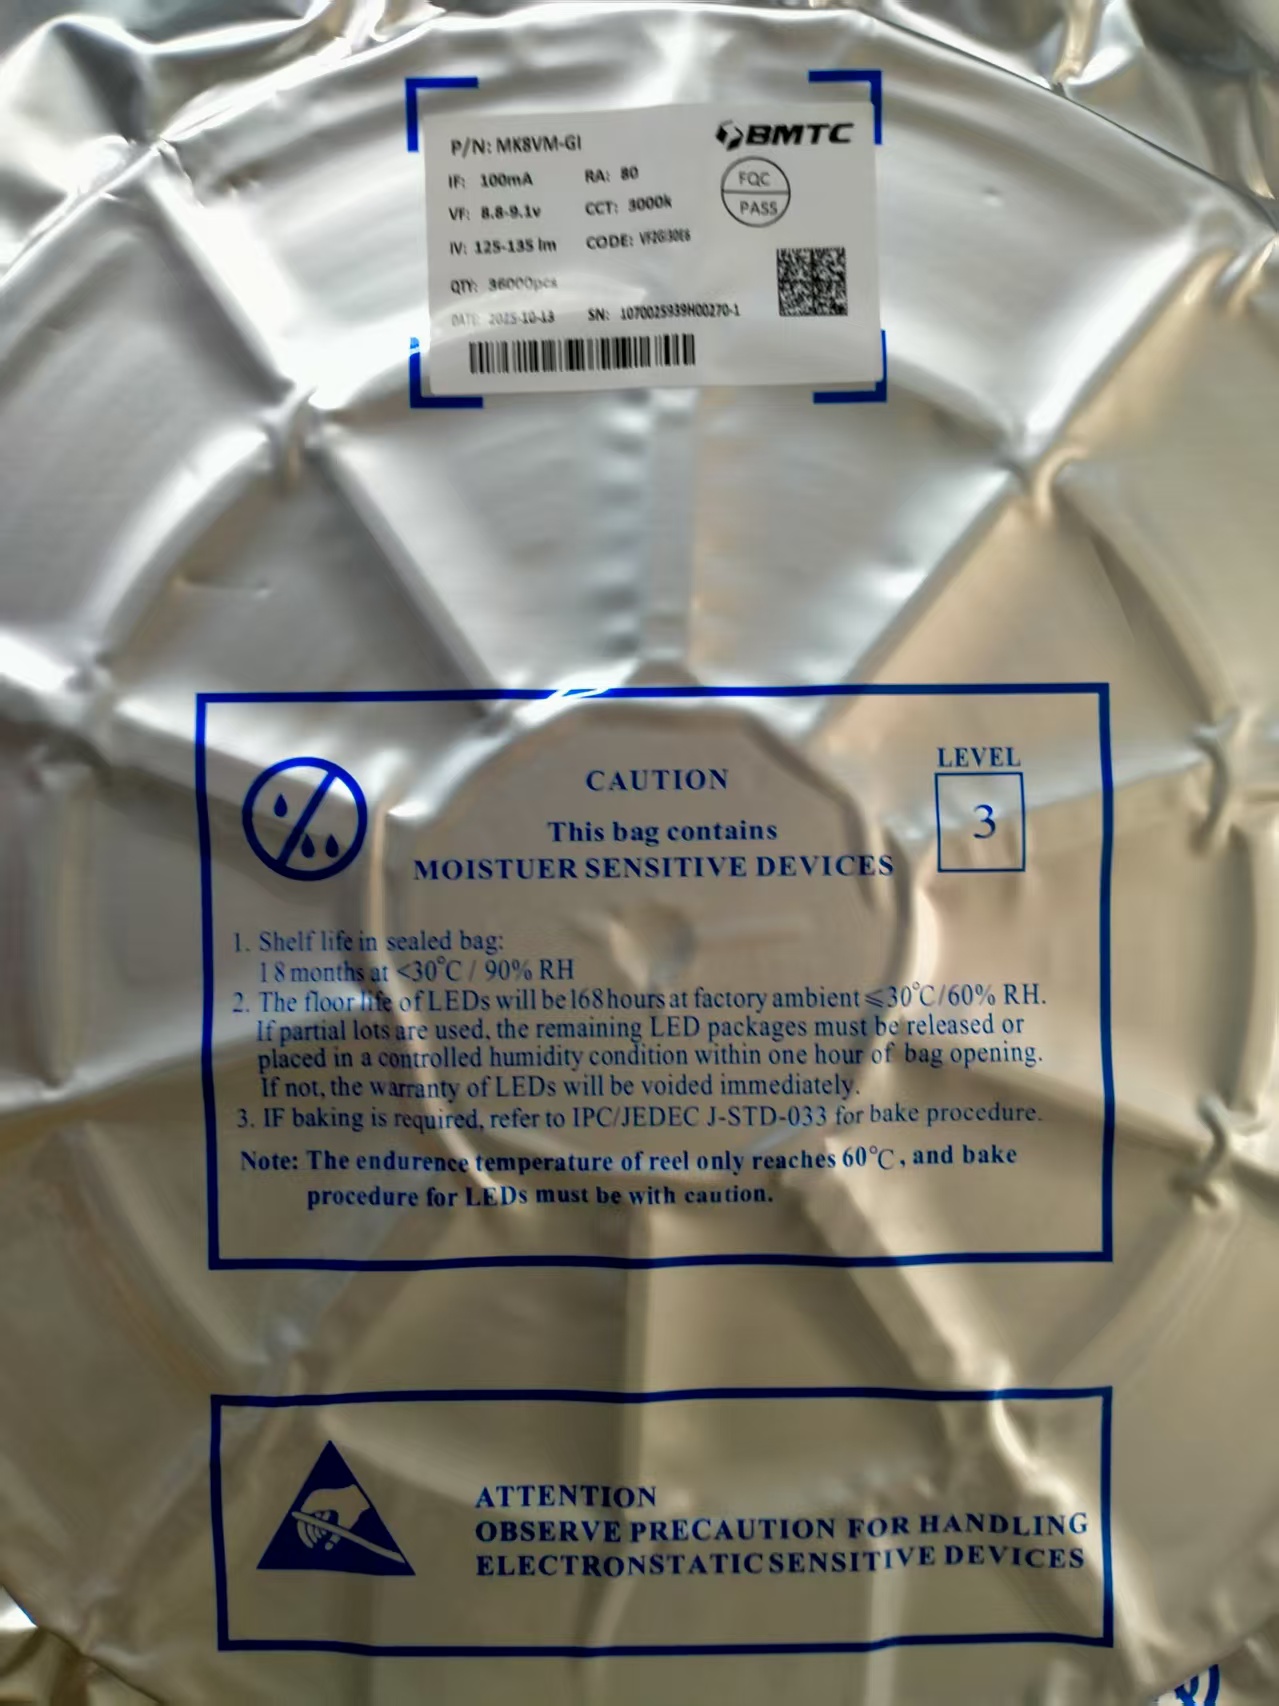 P/N: MK8VM-GI
BMTC
IF: 100mA RA: 80
FQC
PASS
VF: 8.8-9.1v CCT: 3000k
IV: 125-135 lm CODE: VF2GI30E6
QTY: 36000pcs
DATE: 2025-10-13 SN: 1070025939H00270-1
LEVEL
3
CAUTION
This bag contains
MOISTUER SENSITIVE DEVICES
1. Shelf life in sealed bag:
18 months at <30°C / 90% RH
2. The floor life of LEDs will be 168 hours at factory ambient ≤30°C/60% RH.
If partial lots are used, the remaining LED packages must be released or
placed in a controlled humidity condition within one hour of bag opening.
If not, the warranty of LEDs will be voided immediately.
3. IF baking is required, refer to IPC/JEDEC J-STD-033 for bake procedure.
Note: The endurence temperature of reel only reaches 60°C, and bake
procedure for LEDs must be with caution.
ATTENTION
OBSERVE PRECAUTION FOR HANDLING
ELECTRONSTATIC SENSITIVE DEVICES